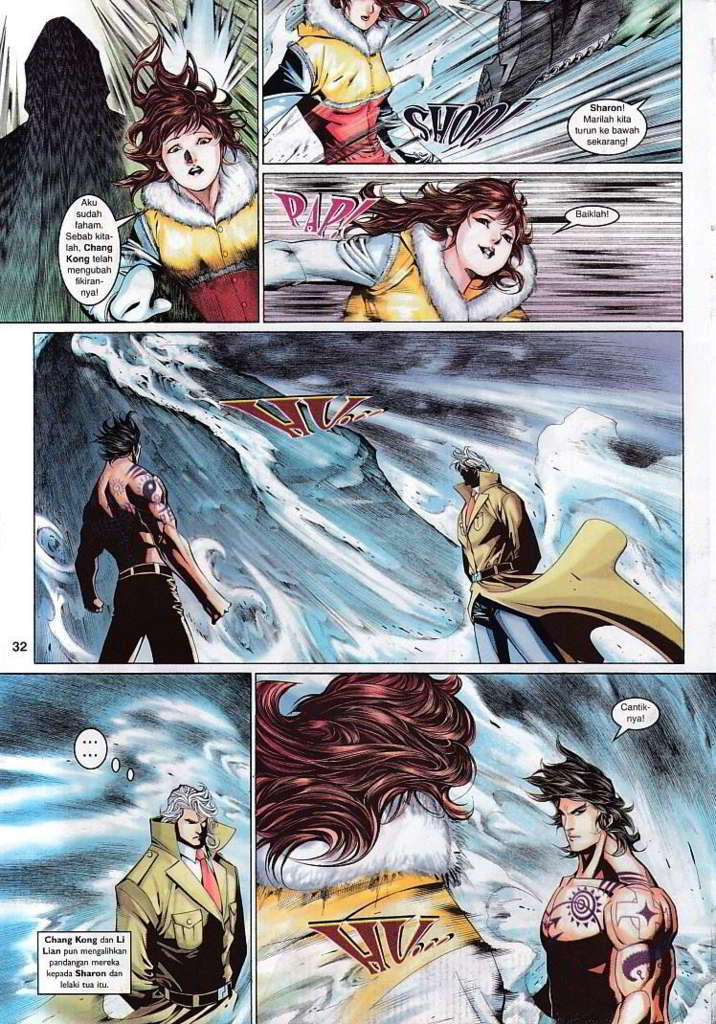 Aku
sudah
faham.
Sebab kita-
lah, Chang
Kong telah
mengubah
fikiran-
nya!
SHOO!
Sharon!
Marilah kita
turun ke bawah
sekarang!
PAP!
Baiklah!
HU...
32
... ...
Chang Kong dan Li
Lian pun mengalihkan
pandangan mereka
kepada Sharon dan
lelaki tua itu.
Cantik-
nya!
HU...